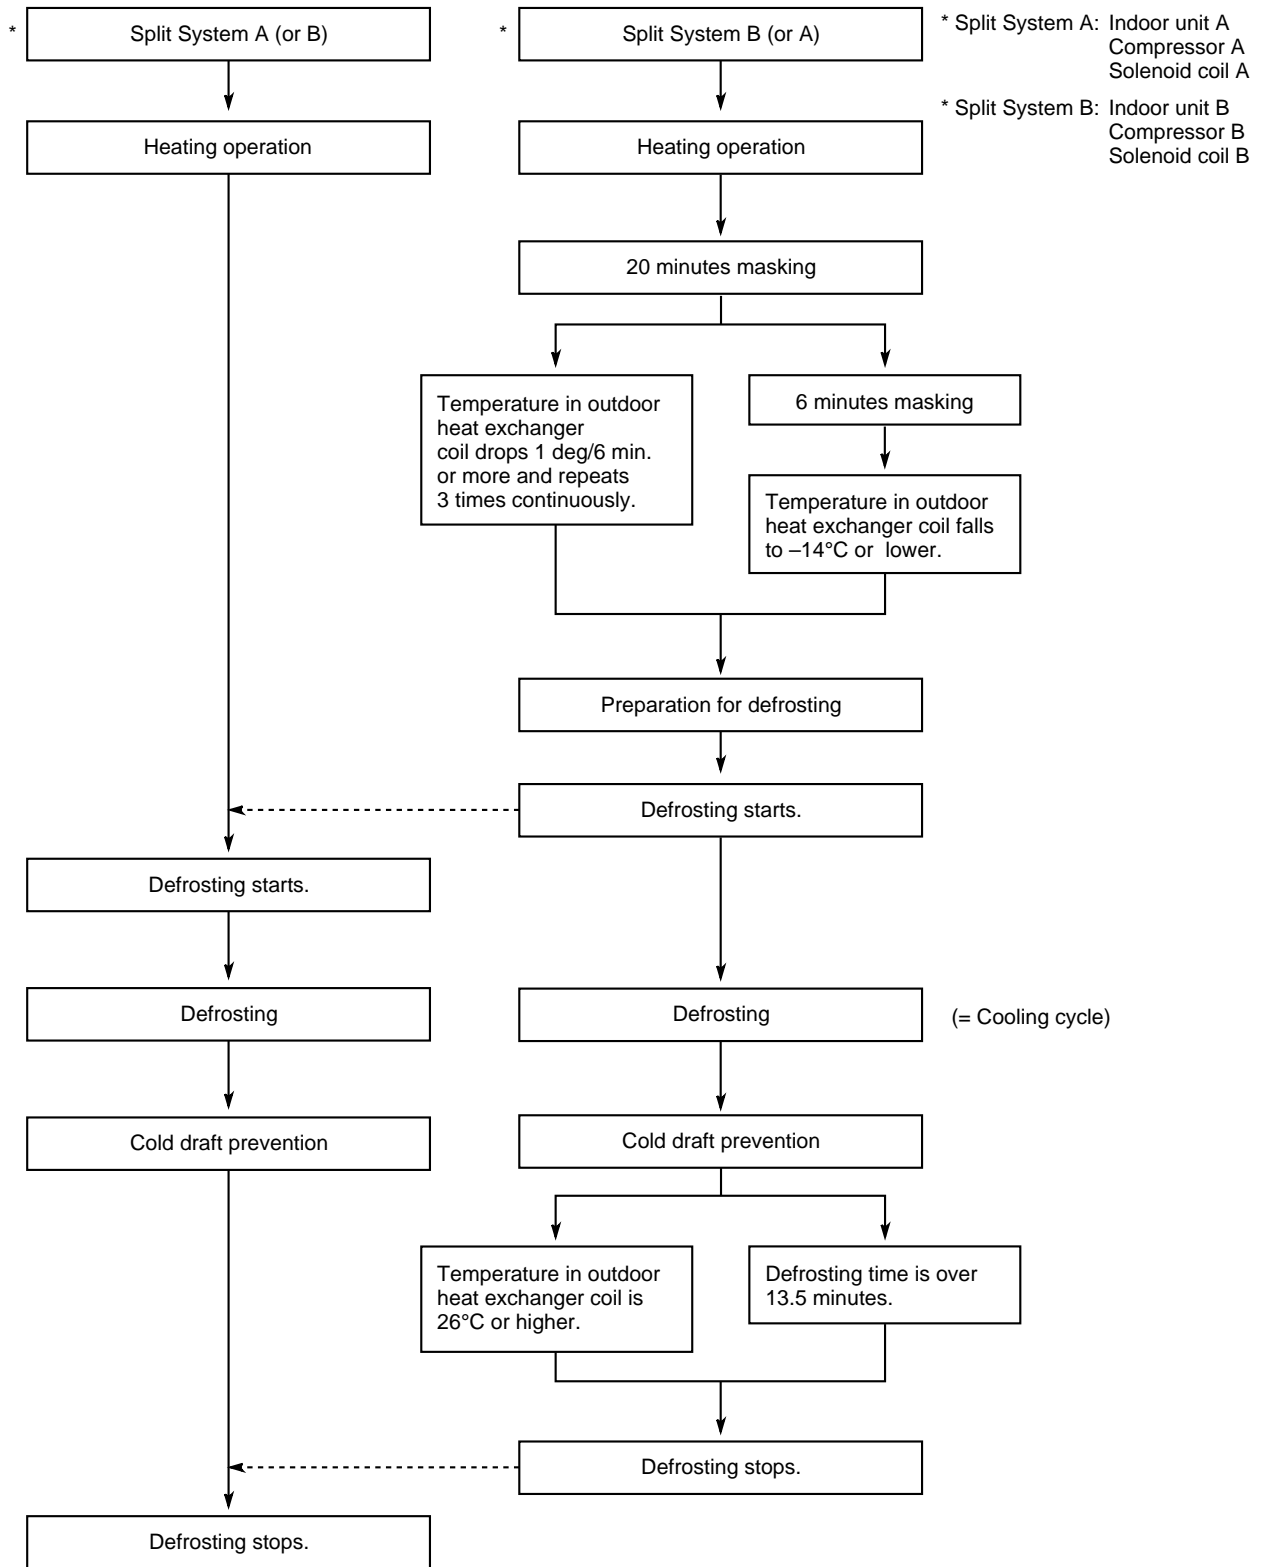 * Split System A (or B)
* Split System B (or A)
* Split System A: Indoor unit A
Compressor A
Solenoid coil A
* Split System B: Indoor unit B
Compressor B
Solenoid coil B
Heating operation
Heating operation
20 minutes masking
Temperature in outdoor
heat exchanger
coil drops 1 deg/6 min.
or more and repeats
3 times continuously.
6 minutes masking
Temperature in outdoor
heat exchanger coil falls
to –14°C or lower.
Preparation for defrosting
Defrosting starts.
Defrosting starts.
Defrosting
Defrosting
(= Cooling cycle)
Cold draft prevention
Cold draft prevention
Temperature in outdoor
heat exchanger coil is
26°C or higher.
Defrosting time is over
13.5 minutes.
Defrosting stops.
Defrosting stops.